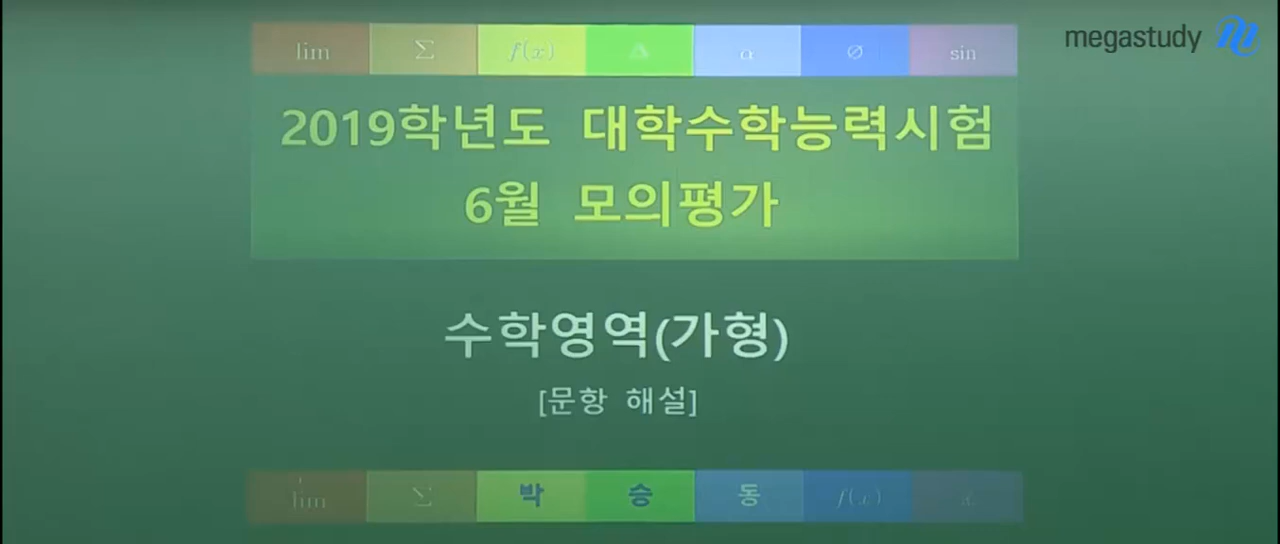 megastudy
lim Σ f(x) Δ α ∅ sin
2019학년도 대학수학능력시험
6월 모의평가
수학영역(가형)
[문항 해설]
lim Σ 박 승 동 f(x)